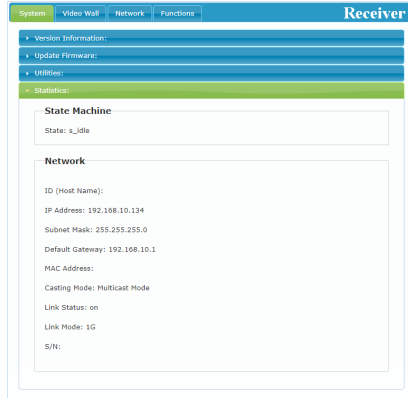 System Video Wall Network Functions Receiver
Version Information:
Update Firmware:
Utilities:
Statistics:
State Machine
State: s_idle
Network
ID (Host Name):
IP Address: 192.168.10.134
Subnet Mask: 255.255.255.0
Default Gateway: 192.168.10.1
MAC Address:
Casting Mode: Multicast Mode
Link Status: on
Link Mode: 1G
S/N: